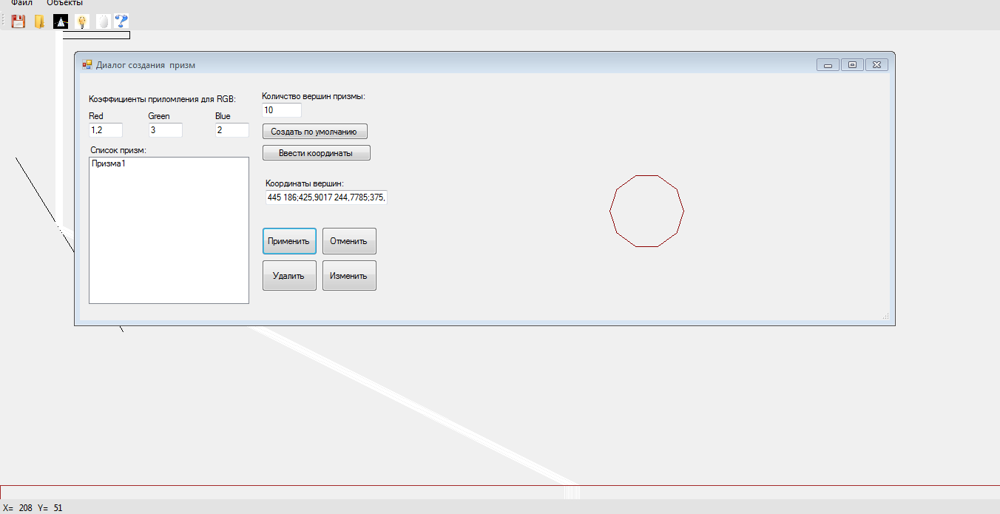 Файл Объекты
Диалог создания призм
Коэффициенты приломления для RGB:
Red Green Blue
1,2 3 2
Список призм:
Призма1
Количство вершин призмы:
10
Создать по умолчанию
Ввести координаты
Координаты вершин:
445 186;425,9017 244,7785;375,
Применить Отменить
Удалить Изменить
X= 208 Y= 51